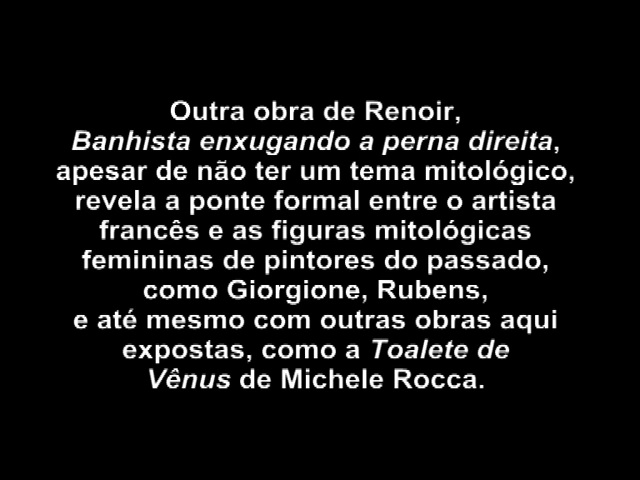 Outra obra de Renoir,
Banhista enxugando a perna direita,
apesar de não ter um tema mitológico,
revela a ponte formal entre o artista
francês e as figuras mitológicas
femininas de pintores do passado,
como Giorgione, Rubens,
e até mesmo com outras obras aqui
expostas, como a Toalete de
Vênus de Michele Rocca.